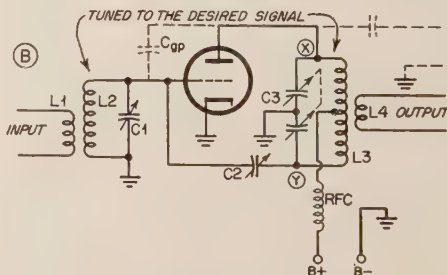 TUNED TO THE DESIRED SIGNAL
B
Cgp
X
L1
L2
C1
C3
L4 OUTPUT
INPUT
L3
C2
Y
RFC
B+
B-